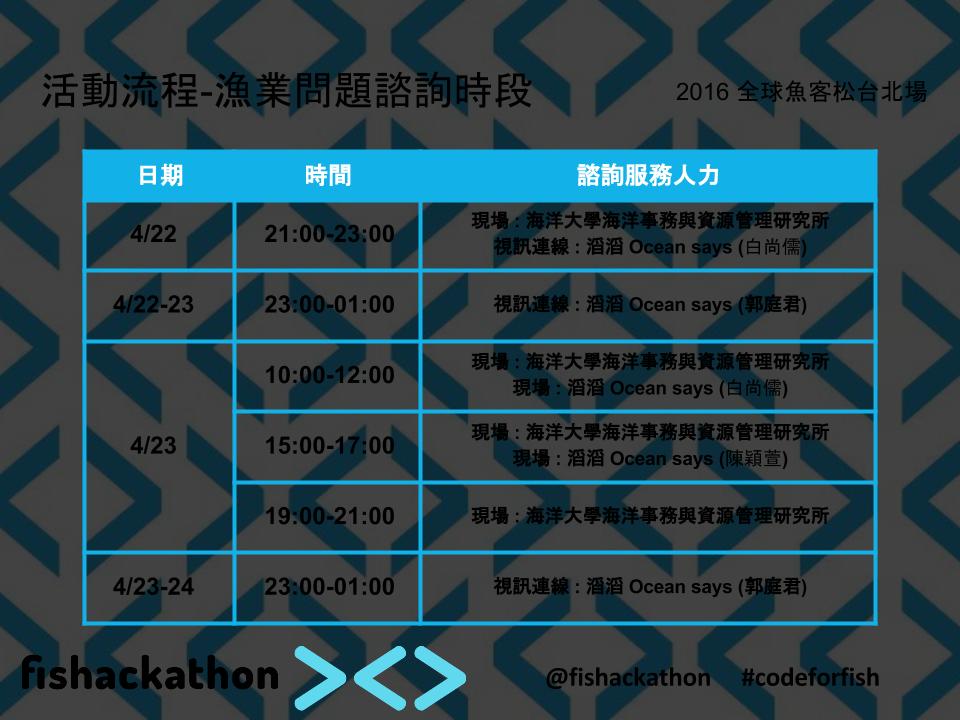 活動流程-漁業問題諮詢時段
2016 全球魚客松台北場
日期 時間 諮詢服務人力
4/22 21:00-23:00 現場 : 海洋大學海洋事務與資源管理研究所
視訊連線 : 滔滔 Ocean says (白尚儒)
4/22-23 23:00-01:00 視訊連線 : 滔滔 Ocean says (郭庭君)
4/23 10:00-12:00 現場 : 海洋大學海洋事務與資源管理研究所
現場 : 滔滔 Ocean says (白尚儒)
15:00-17:00 現場 : 海洋大學海洋事務與資源管理研究所
現場 : 滔滔 Ocean says (陳穎萱)
19:00-21:00 現場 : 海洋大學海洋事務與資源管理研究所
4/23-24 23:00-01:00 視訊連線 : 滔滔 Ocean says (郭庭君)
fishackathon
@fishackathon #codeforfish